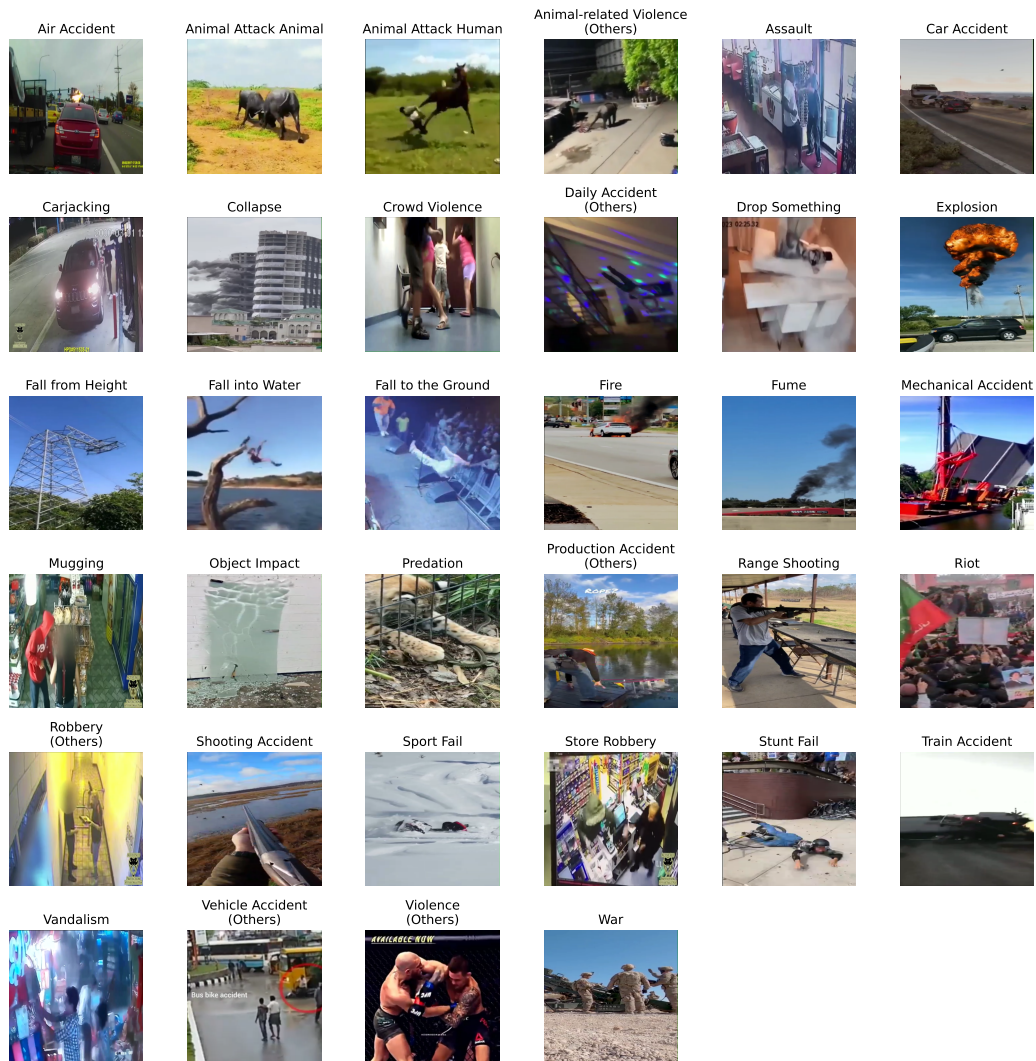 Air Accident
Animal Attack Animal
Animal Attack Human
Animal-related Violence
(Others)
Assault
Car Accident
Carjacking
Collapse
Crowd Violence
Daily Accident
(Others)
Drop Something
Explosion
Fall from Height
Fall into Water
Fall to the Ground
Fire
Fume
Mechanical Accident
Mugging
Object Impact
Predation
Production Accident
(Others)
Range Shooting
Riot
Robbery
(Others)
Shooting Accident
Sport Fail
Store Robbery
Stunt Fail
Train Accident
Vandalism
Vehicle Accident
(Others)
Bus bike accident
Violence
(Others)
AVAILABLE NOW
War